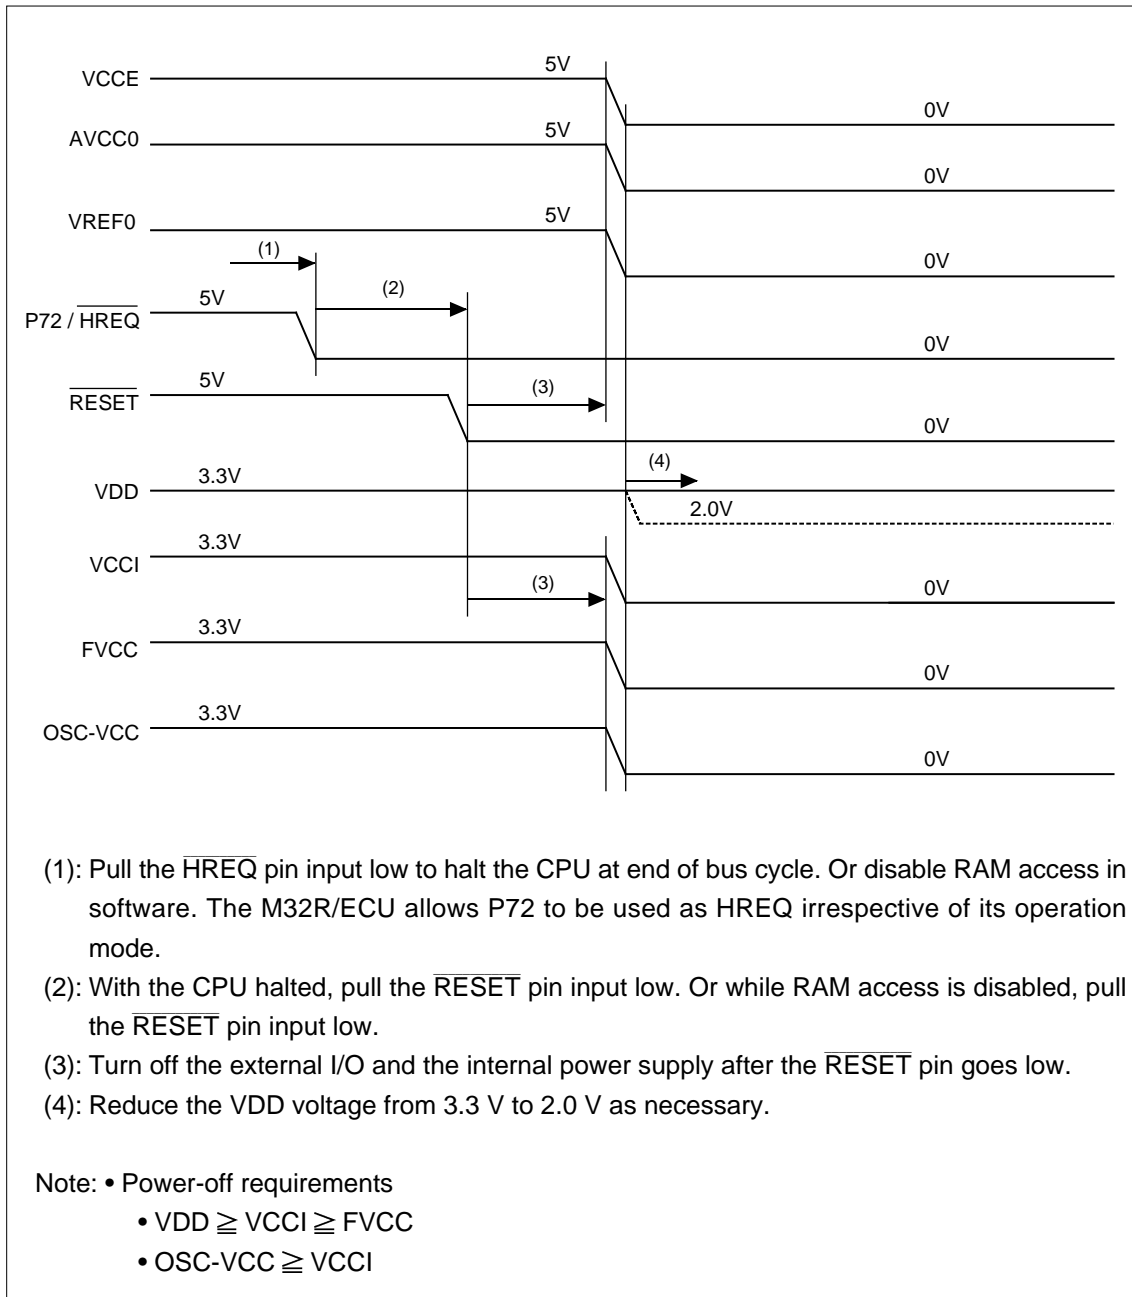 VCCE 5V 0V
AVCC0 5V 0V
VREF0 5V 0V
(1)
P72 / HREQ 5V (2) 0V
RESET 5V (3) 0V
VDD 3.3V (4)
2.0V
VCCI 3.3V (3) 0V
FVCC 3.3V 0V
OSC-VCC 3.3V 0V
(1): Pull the HREQ pin input low to halt the CPU at end of bus cycle. Or disable RAM access in
software. The M32R/ECU allows P72 to be used as HREQ irrespective of its operation
mode.
(2): With the CPU halted, pull the RESET pin input low. Or while RAM access is disabled, pull
the RESET pin input low.
(3): Turn off the external I/O and the internal power supply after the RESET pin goes low.
(4): Reduce the VDD voltage from 3.3 V to 2.0 V as necessary.
Note: • Power-off requirements
• VDD ≧ VCCI ≧ FVCC
• OSC-VCC ≧ VCCI